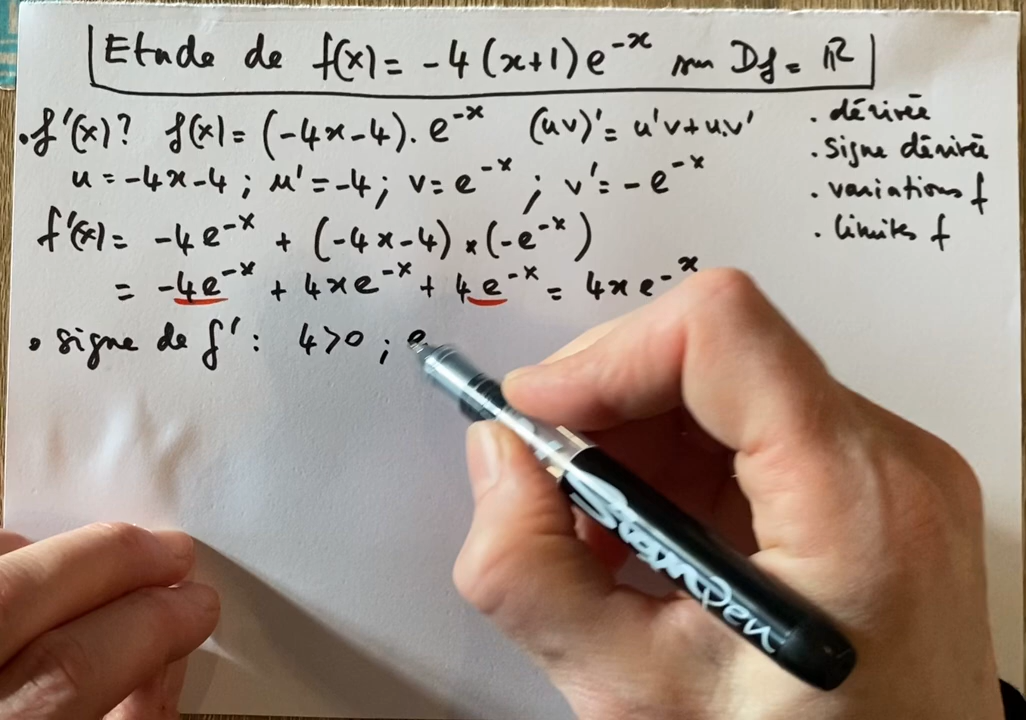 Etude de f(x) = -4(x+1)e^-x sur Df = ℝ
. f'(x)? f(x) = (-4x-4). e^-x (uv)' = u'v+u.v'
u = -4x-4 ; u' = -4 ; v = e^-x ; v' = -e^-x
f'(x) = -4e^-x + (-4x-4) × (-e^-x)
= -4e^-x + 4xe^-x + 4e^-x = 4xe^-x
. signe de f' : 4>0 ; e
. dérivée
. signe dérivée
. variations f
. limites f